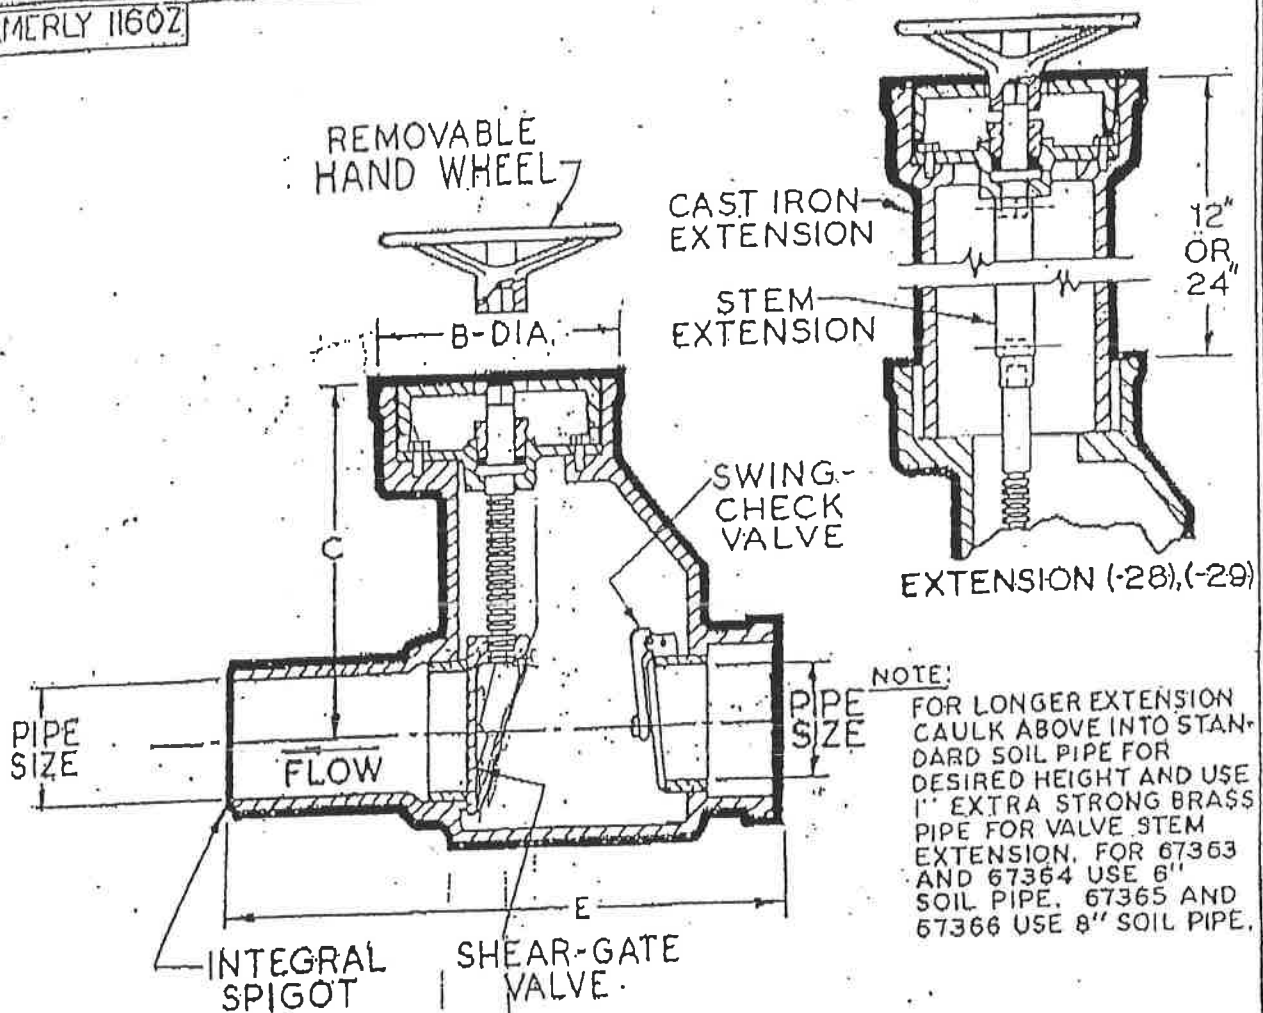 MERLY 1160Z
REMOVABLE
HAND WHEEL
B-DIA.
C
PIPE
SIZE
FLOW
INTEGRAL
SPIGOT
SHEAR-GATE
VALVE
E
SWING-
CHECK
VALVE
PIPE
SIZE
CAST IRON
EXTENSION
STEM
EXTENSION
12"
OR
24"
EXTENSION (-28),(-29)
NOTE:
FOR LONGER EXTENSION
CAULK ABOVE INTO STAN-
DARD SOIL PIPE FOR
DESIRED HEIGHT AND USE
1" EXTRA STRONG BRASS
PIPE FOR VALVE STEM
EXTENSION. FOR 67363
AND 67364 USE 6"
SOIL PIPE. 67365 AND
67366 USE 8" SOIL PIPE.